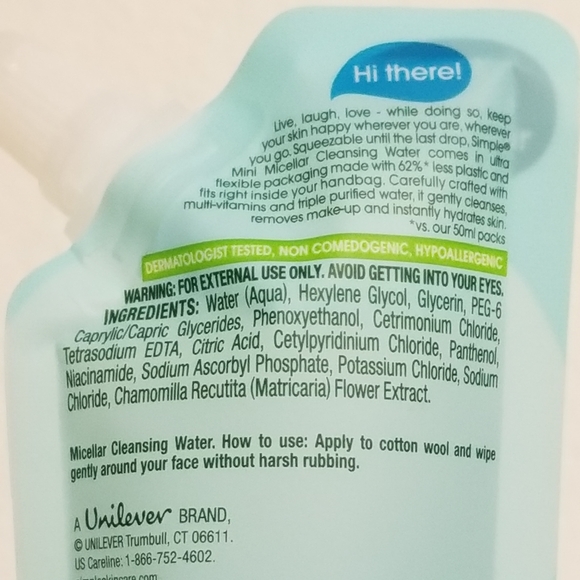 Hi there!
Live, laugh, love - while doing so, keep
your skin happy wherever you are, wherever
you go. Squeezable until the last drop, Simple®
Mini Micellar Cleansing Water comes in ultra
flexible packaging made with 62%* less plastic and
fits right inside your handbag. Carefully crafted with
multi-vitamins and triple purified water, it gently cleanses,
removes make-up and instantly hydrates skin.
*vs. our 50ml packs
DERMATOLOGIST TESTED, NON COMEDOGENIC, HYPOALLERGENIC
WARNING: FOR EXTERNAL USE ONLY. AVOID GETTING INTO YOUR EYES.
INGREDIENTS: Water (Aqua), Hexylene Glycol, Glycerin, PEG-6
Caprylic/Capric Glycerides, Phenoxyethanol, Cetrimonium Chloride,
Tetrasodium EDTA, Citric Acid, Cetylpyridinium Chloride, Panthenol,
Niacinamide, Sodium Ascorbyl Phosphate, Potassium Chloride, Sodium
Chloride, Chamomilla Recutita (Matricaria) Flower Extract.
Micellar Cleansing Water. How to use: Apply to cotton wool and wipe
gently around your face without harsh rubbing.
A Unilever BRAND,
© UNILEVER Trumbull, CT 06611.
US Careline: 1-866-752-4602.